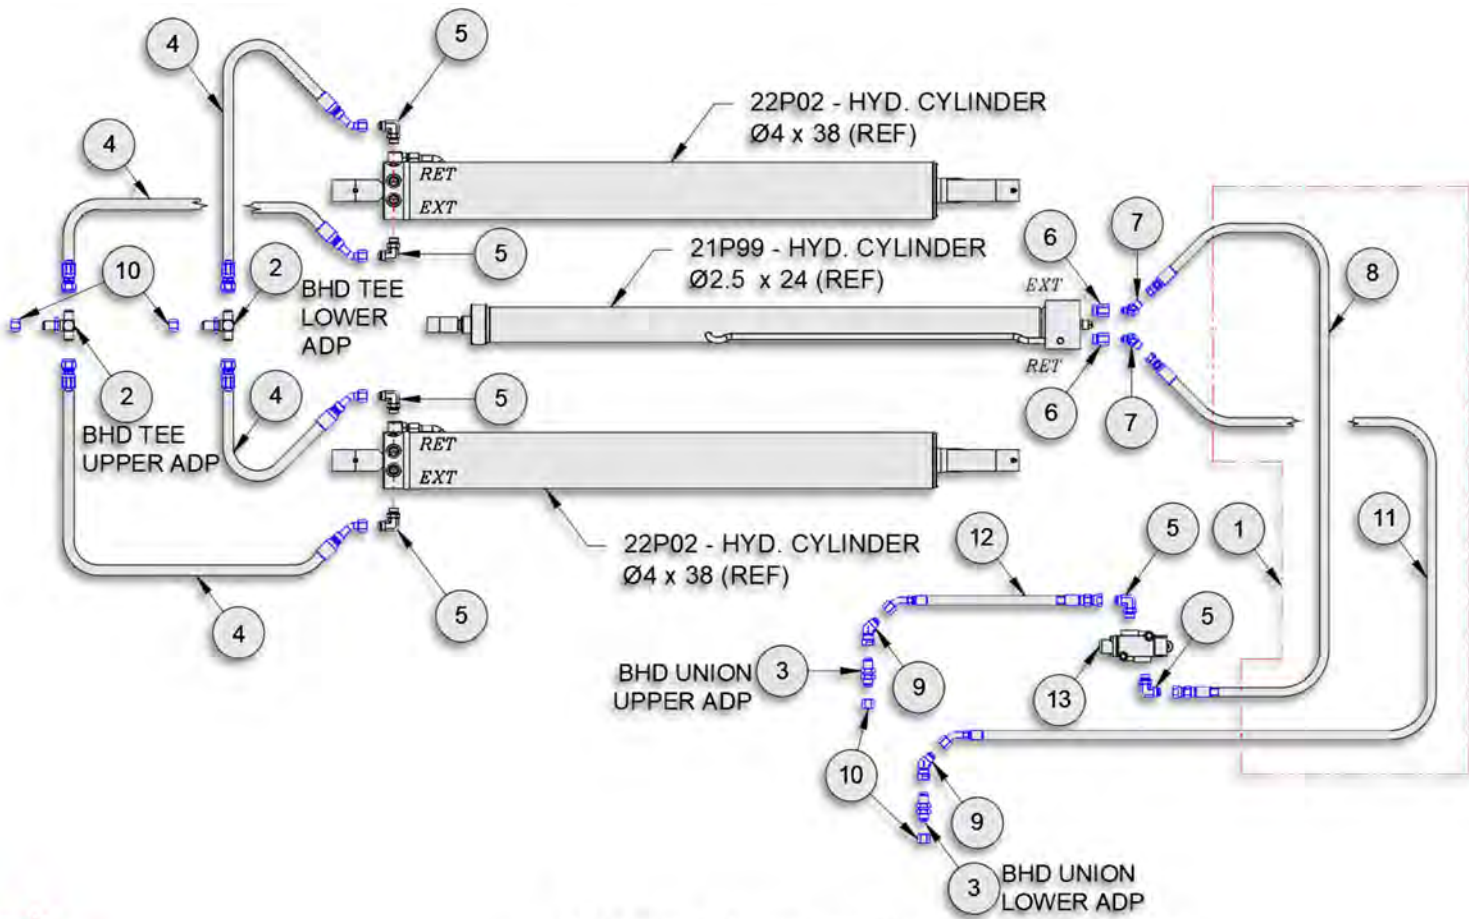 4
5
22P02 - HYD. CYLINDER
Ø4 x 38 (REF)
4
RET
EXT
5
21P99 - HYD. CYLINDER
Ø2.5 x 24 (REF)
6
7
EXT
8
10
2
BHD TEE
LOWER
ADP
RET
6
7
2
BHD TEE
UPPER ADP
4
5
RET
EXT
22P02 - HYD. CYLINDER
Ø4 x 38 (REF)
12
5
1
11
4
5
5
BHD UNION
UPPER ADP
3
9
13
10
9
3
BHD UNION
LOWER ADP